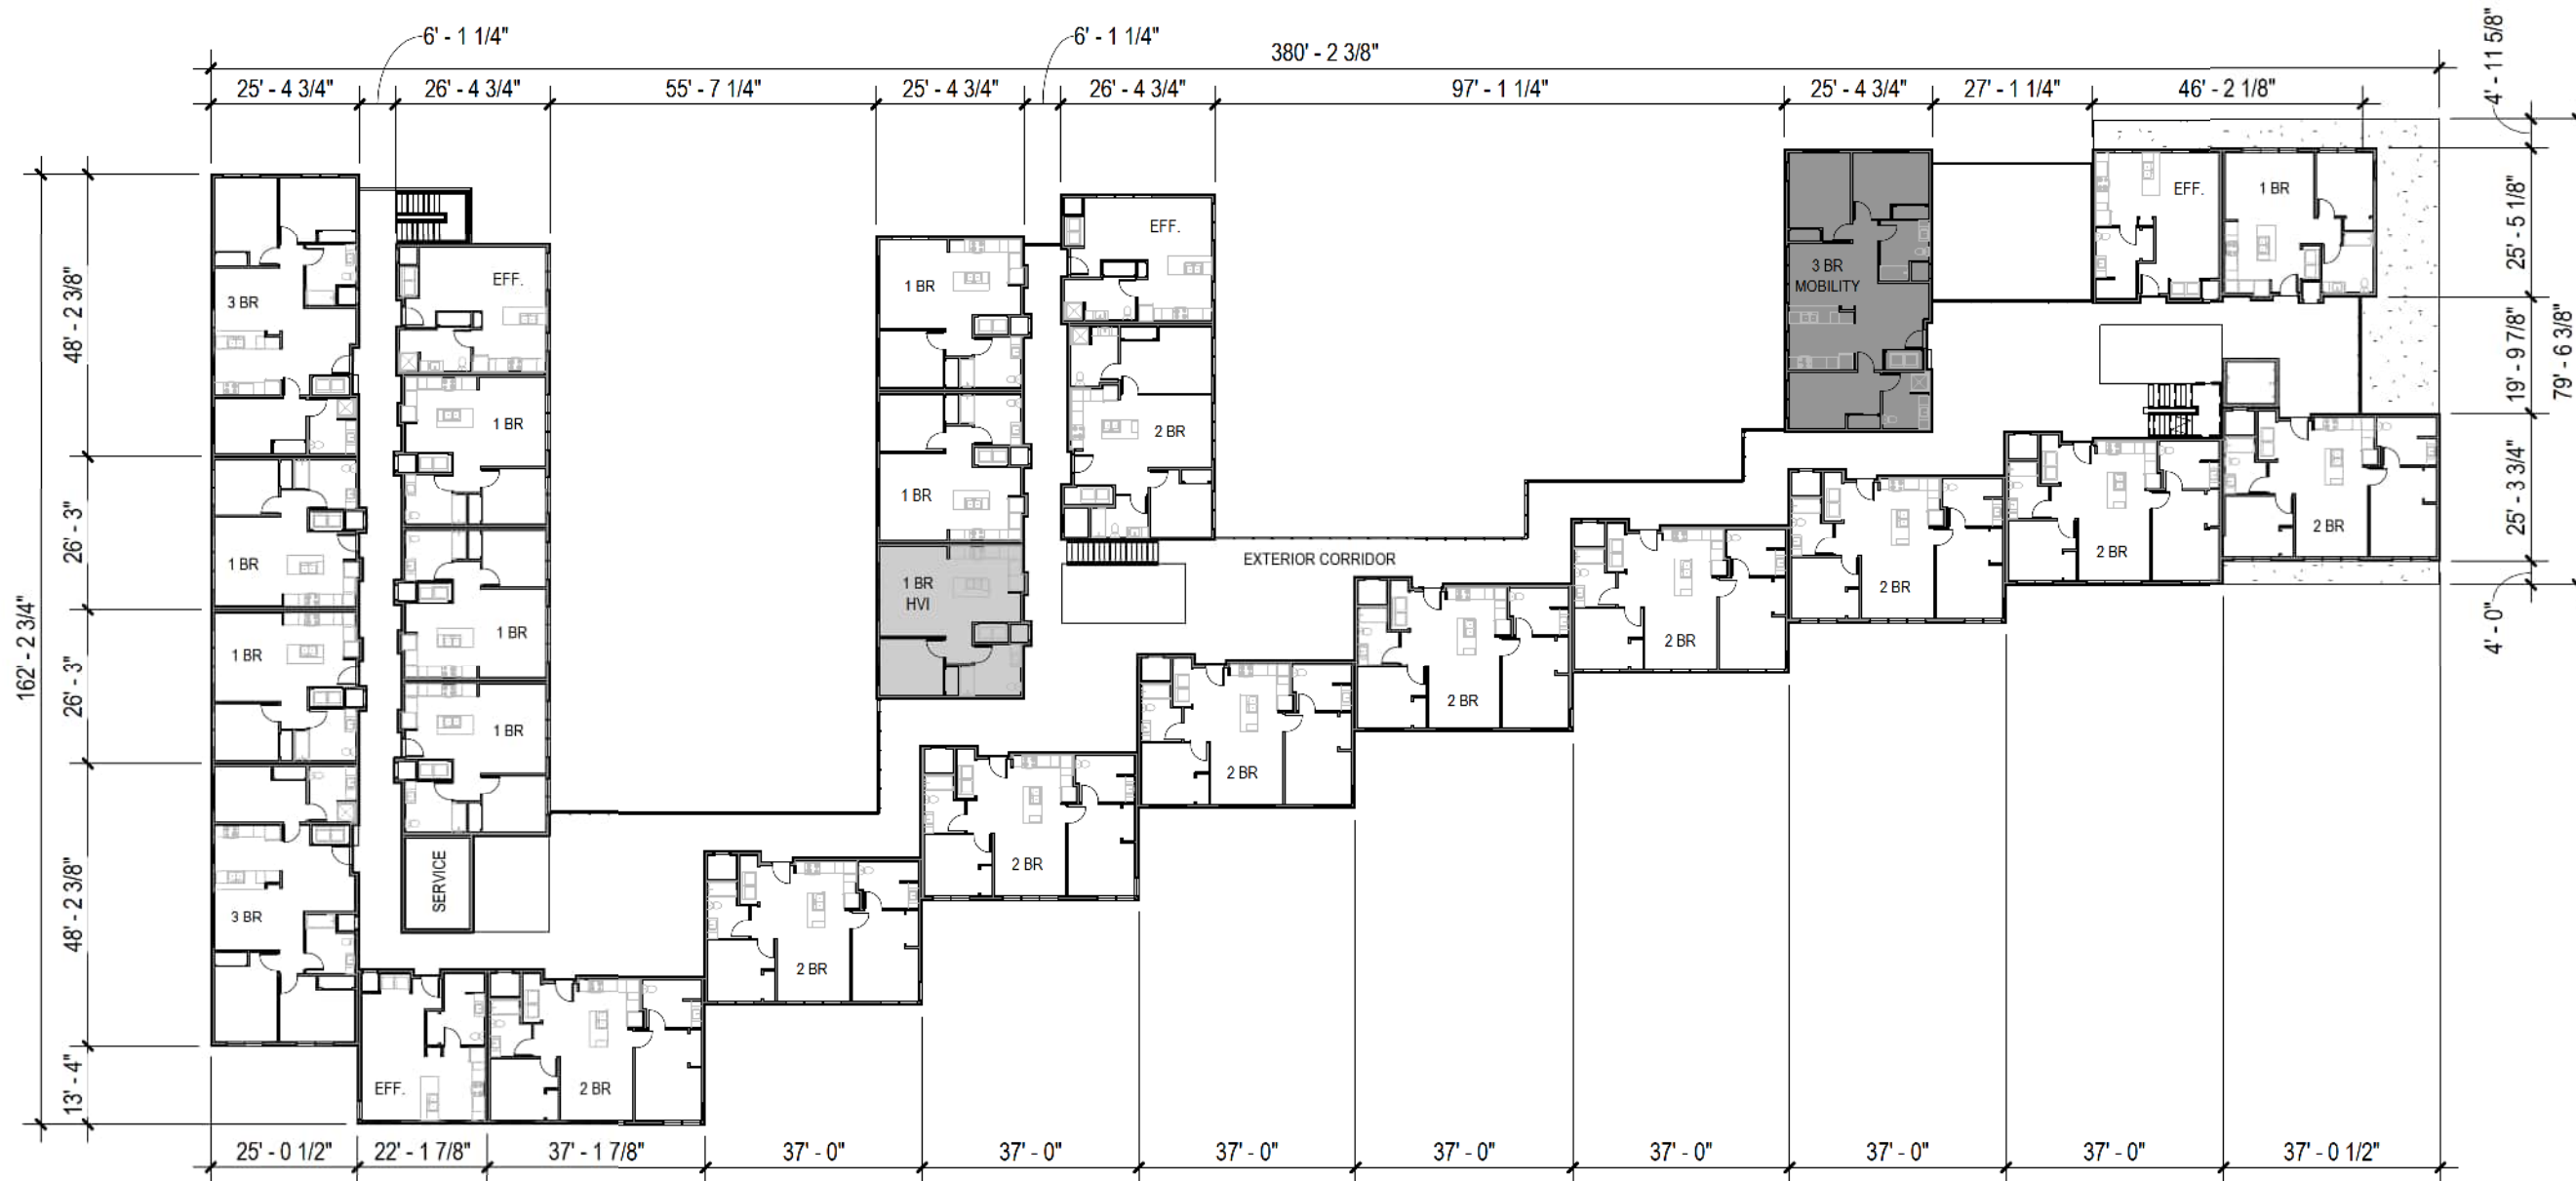 6' - 1 1/4"
6' - 1 1/4"
380' - 2 3/8"
4' - 11 5/8"
25' - 4 3/4"
26' - 4 3/4"
55' - 7 1/4"
25' - 4 3/4"
26' - 4 3/4"
97' - 1 1/4"
25' - 4 3/4"
27' - 1 1/4"
46' - 2 1/8"
162' - 2 3/4"
48' - 2 3/8"
26' - 3"
26' - 3"
48' - 2 3/8"
13' - 4"
3 BR
1 BR
1 BR
3 BR
EFF.
1 BR
1 BR
1 BR
SERVICE
1 BR
1 BR
1 BR
HVI
EFF.
2 BR
EXTERIOR CORRIDOR
3 BR
MOBILITY
EFF.
1 BR
25' - 5 1/8"
19' - 9 7/8"
25' - 3 3/4"
79' - 6 3/8"
4' - 0"
2 BR
2 BR
2 BR
2 BR
2 BR
2 BR
2 BR
2 BR
EFF.
2 BR
25' - 0 1/2"
22' - 1 7/8"
37' - 1 7/8"
37' - 0"
37' - 0"
37' - 0"
37' - 0"
37' - 0"
37' - 0"
37' - 0"
37' - 0 1/2"